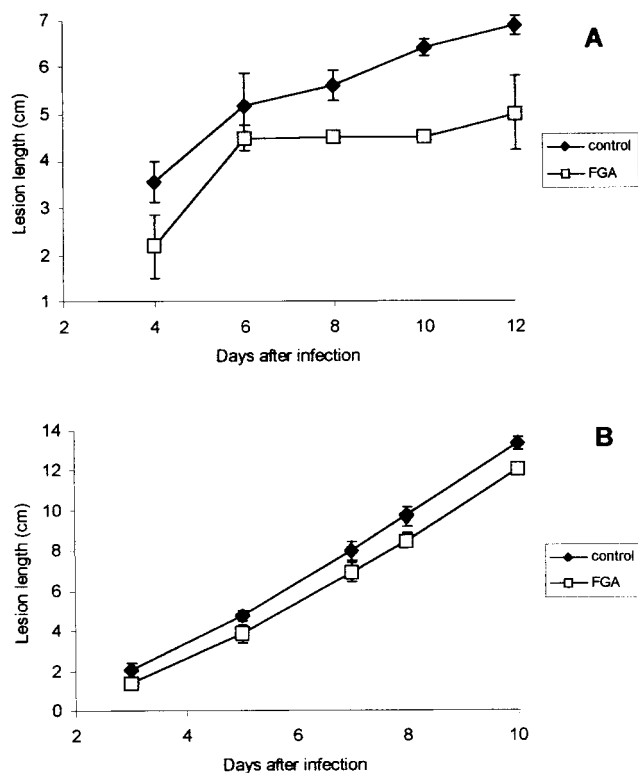 A
Lesion length (cm)
7
6
5
4
3
2
1
2 4 6 8 10 12
Days after infection
control
FGA
B
Lesion length (cm)
14
12
10
8
6
4
2
0
2 4 6 8 10
Days after infection
control
FGA